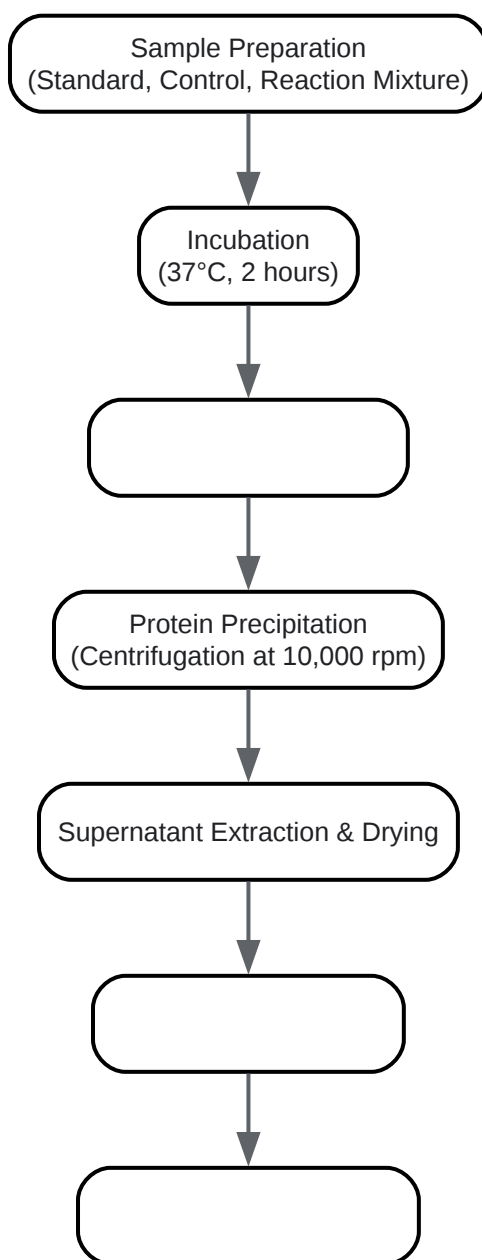 Sample Preparation
(Standard, Control, Reaction Mixture)
Incubation
(37°C, 2 hours)
Protein Precipitation
(Centrifugation at 10,000 rpm)
Supernatant Extraction & Drying